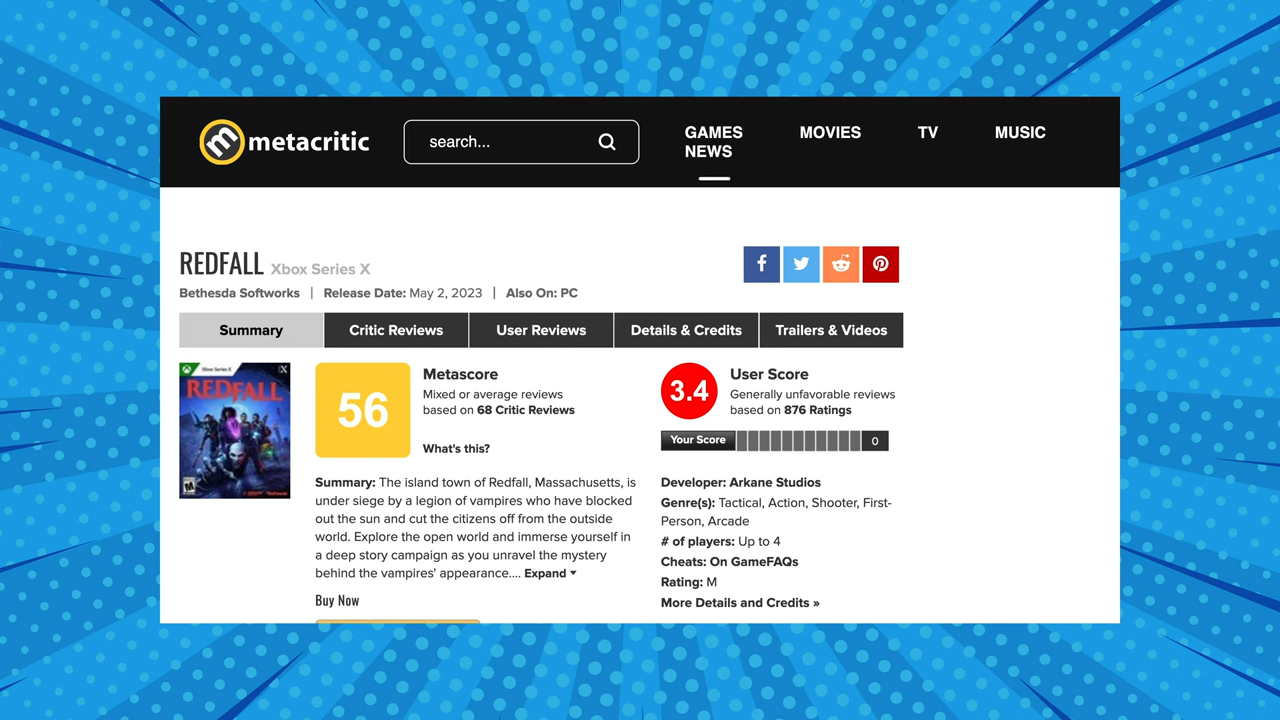 metacritic
search...
GAMES
NEWS
MOVIES
TV
MUSIC
REDFALL Xbox Series X
Bethesda Softworks | Release Date: May 2, 2023 | Also On: PC
Summary
Critic Reviews
User Reviews
Details & Credits
Trailers & Videos
Xbox Series X
REDFALL
M
56
Metascore
Mixed or average reviews
based on 68 Critic Reviews
What's this?
3.4
User Score
Generally unfavorable reviews
based on 876 Ratings
Your Score
0
Summary: The island town of Redfall, Massachusetts, is
under siege by a legion of vampires who have blocked
out the sun and cut the citizens off from the outside
world. Explore the open world and immerse yourself in
a deep story campaign as you unravel the mystery
behind the vampires' appearance.... Expand
Buy Now
Developer: Arkane Studios
Genre(s): Tactical, Action, Shooter, First-
Person, Arcade
# of players: Up to 4
Cheats: On GameFAQs
Rating: M
More Details and Credits »